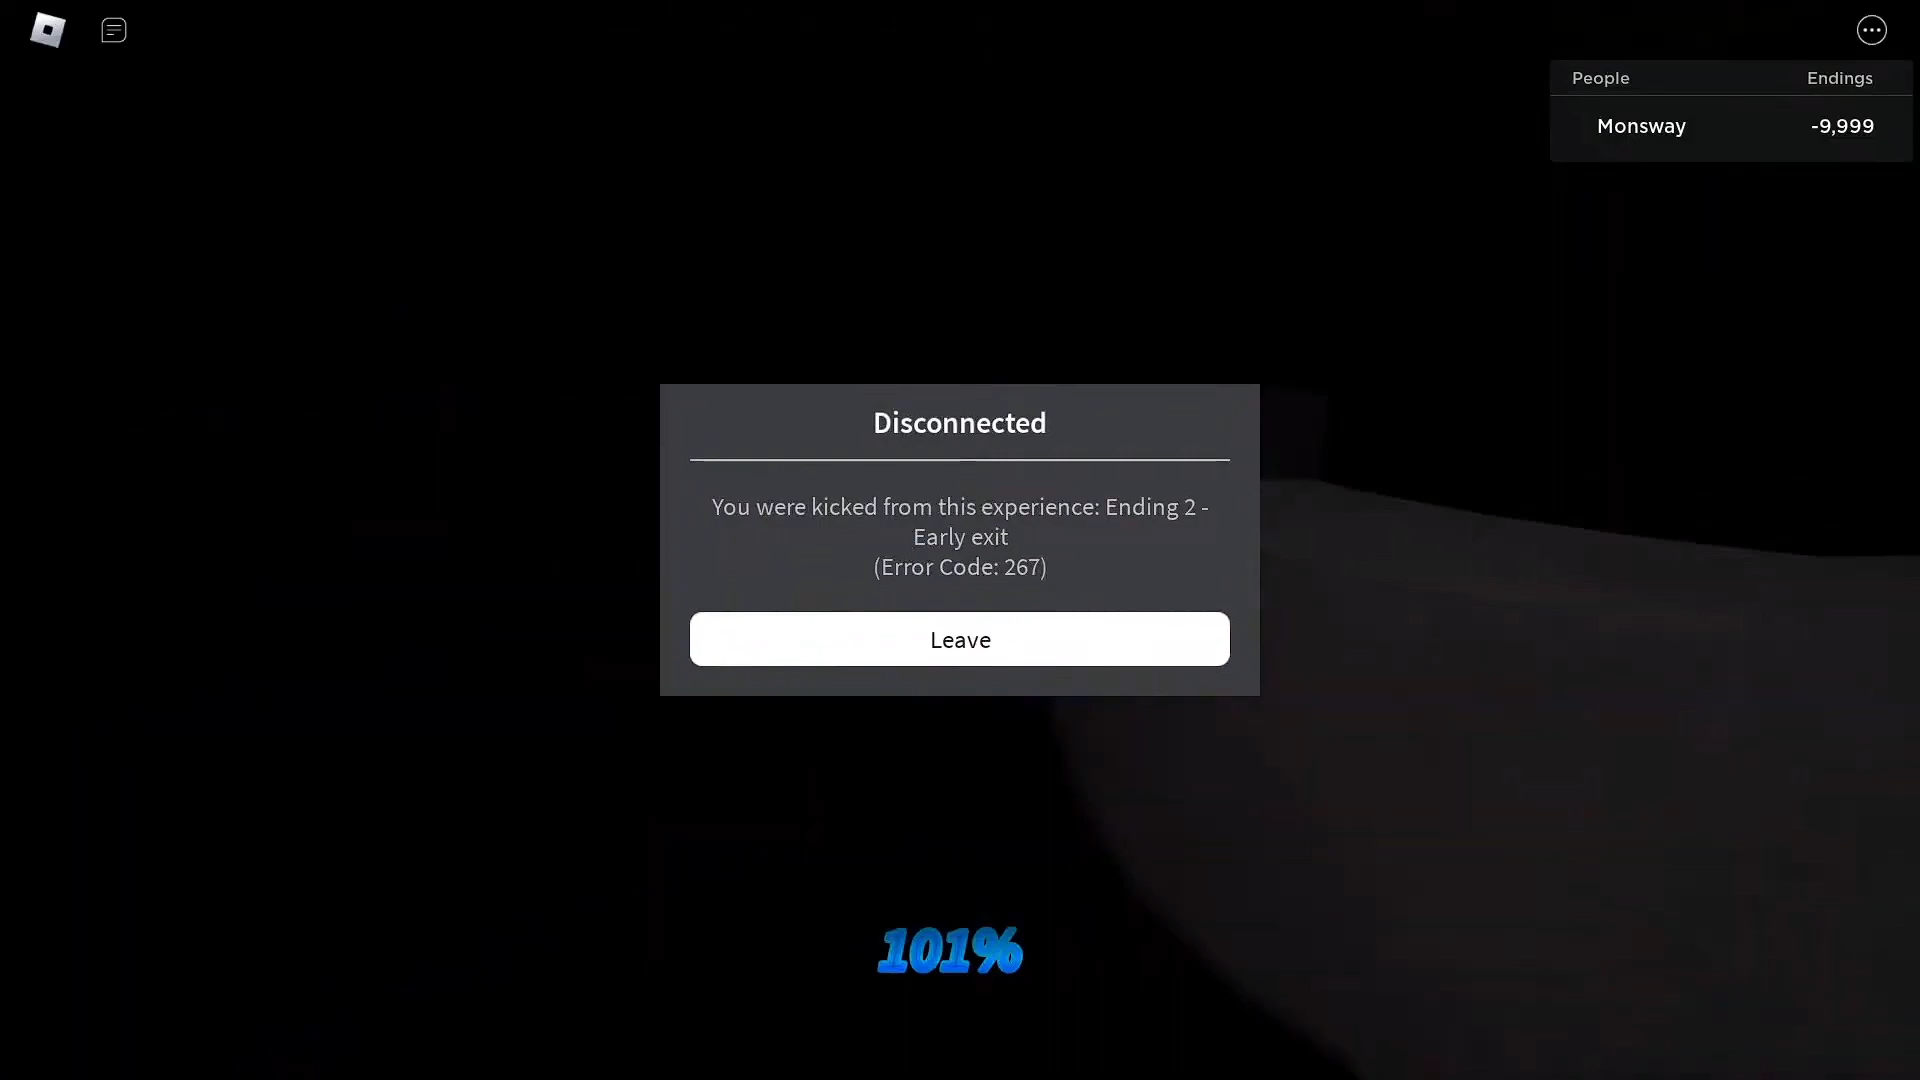 People Endings
Monsway -9,999
Disconnected
You were kicked from this experience: Ending 2 -
Early exit
(Error Code: 267)
Leave
101%